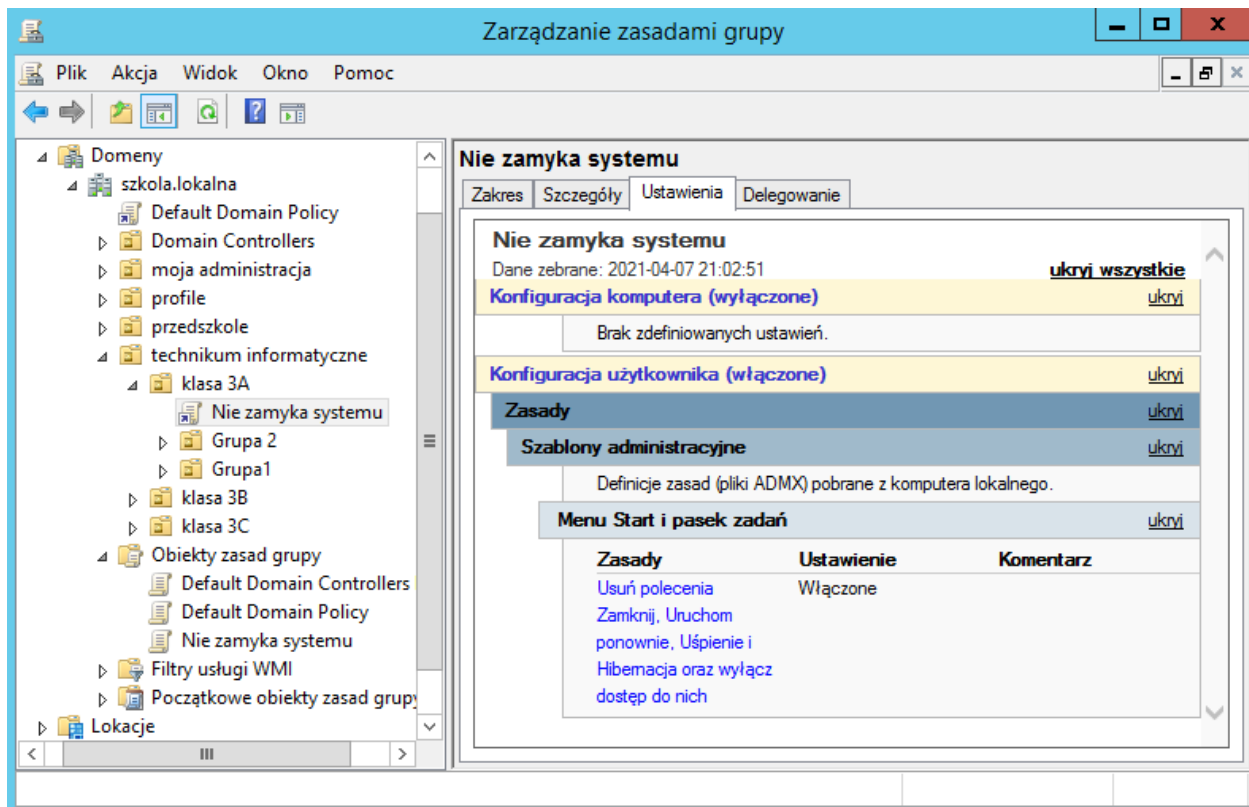 Zarządzanie zasadami grupy
Plik Akcja Widok Okno Pomoc
Domeny
szkola.lokalna
Default Domain Policy
Domain Controllers
moja administracja
profile
przedszkole
technikum informatyczne
klasa 3A
Nie zamyka systemu
Grupa 2
Grupa1
klasa 3B
klasa 3C
Obiekty zasad grupy
Default Domain Controllers
Default Domain Policy
Nie zamyka systemu
Filtry usługi WMI
Początkowe obiekty zasad grupy
Lokacje
Nie zamyka systemu
Zakres Szczegóły Ustawienia Delegowanie
Nie zamyka systemu
Dane zebrane: 2021-04-07 21:02:51 ukryj wszystkie
Konfiguracja komputera (wyłączone) ukryj
Brak zdefiniowanych ustawień.
Konfiguracja użytkownika (włączone) ukryj
Zasady ukryj
Szablony administracyjne ukryj
Definicje zasad (pliki ADMX) pobrane z komputera lokalnego.
Menu Start i pasek zadań ukryj
Zasady Ustawienie Komentarz
Usuń polecenia Włączone
Zamknij, Uruchom
ponownie, Uśpienie i
Hibernacja oraz wyłącz
dostęp do nich